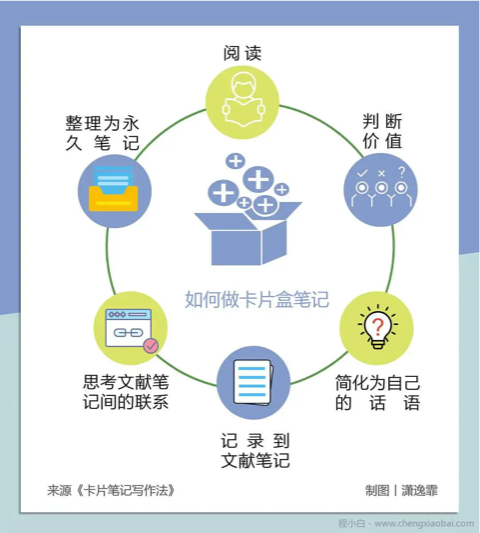 阅读
判断
价值
整理为永
久笔记
如何做卡片盒笔记
简化为自己
的话语
思考文献笔
记间的联系
记录到
文献笔记
来源《卡片笔记写作法》
制图｜潇逸霏
程小白 - www.chengxiaobai.com